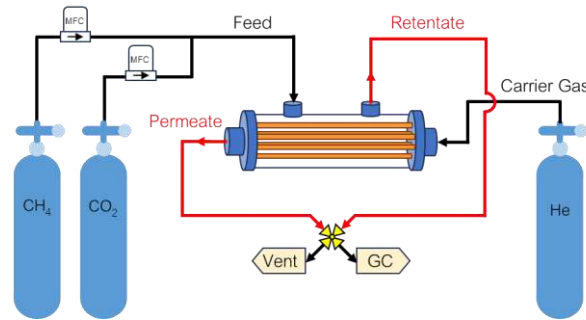 MFC
Feed
Retentate
MFC
Carrier Gas
Permeate
CH₄
CO₂
He
Vent
GC